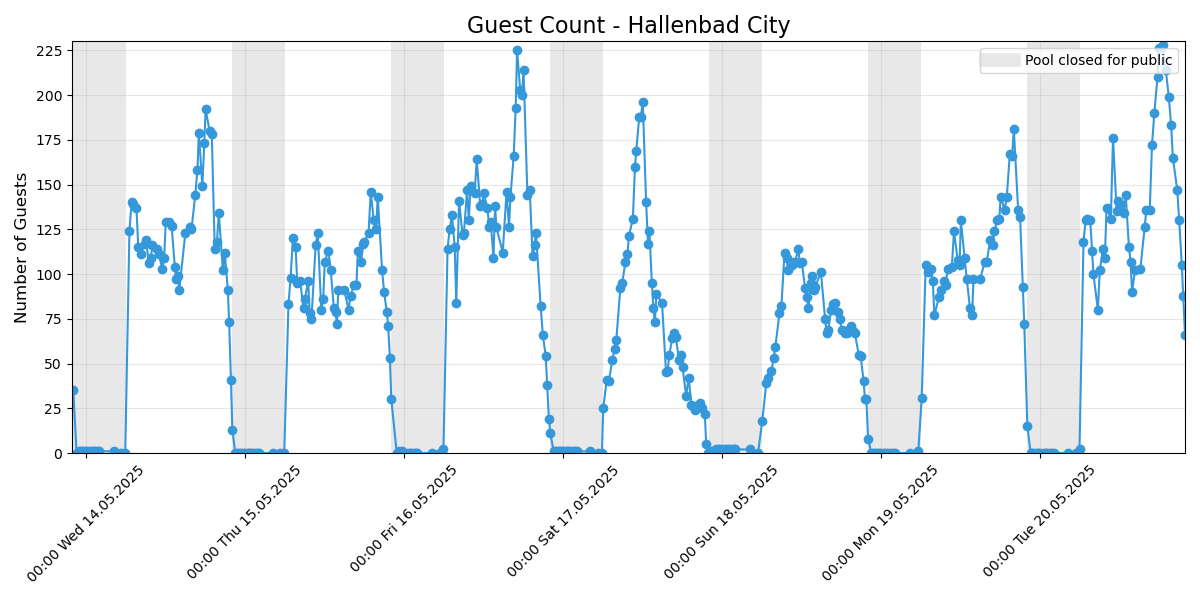 Guest Count - Hallenbad City
Pool closed for public
Number of Guests
225
200
175
150
125
100
75
50
25
0
00:00 Wed 14.05.2025
00:00 Thu 15.05.2025
00:00 Fri 16.05.2025
00:00 Sat 17.05.2025
00:00 Sun 18.05.2025
00:00 Mon 19.05.2025
00:00 Tue 20.05.2025